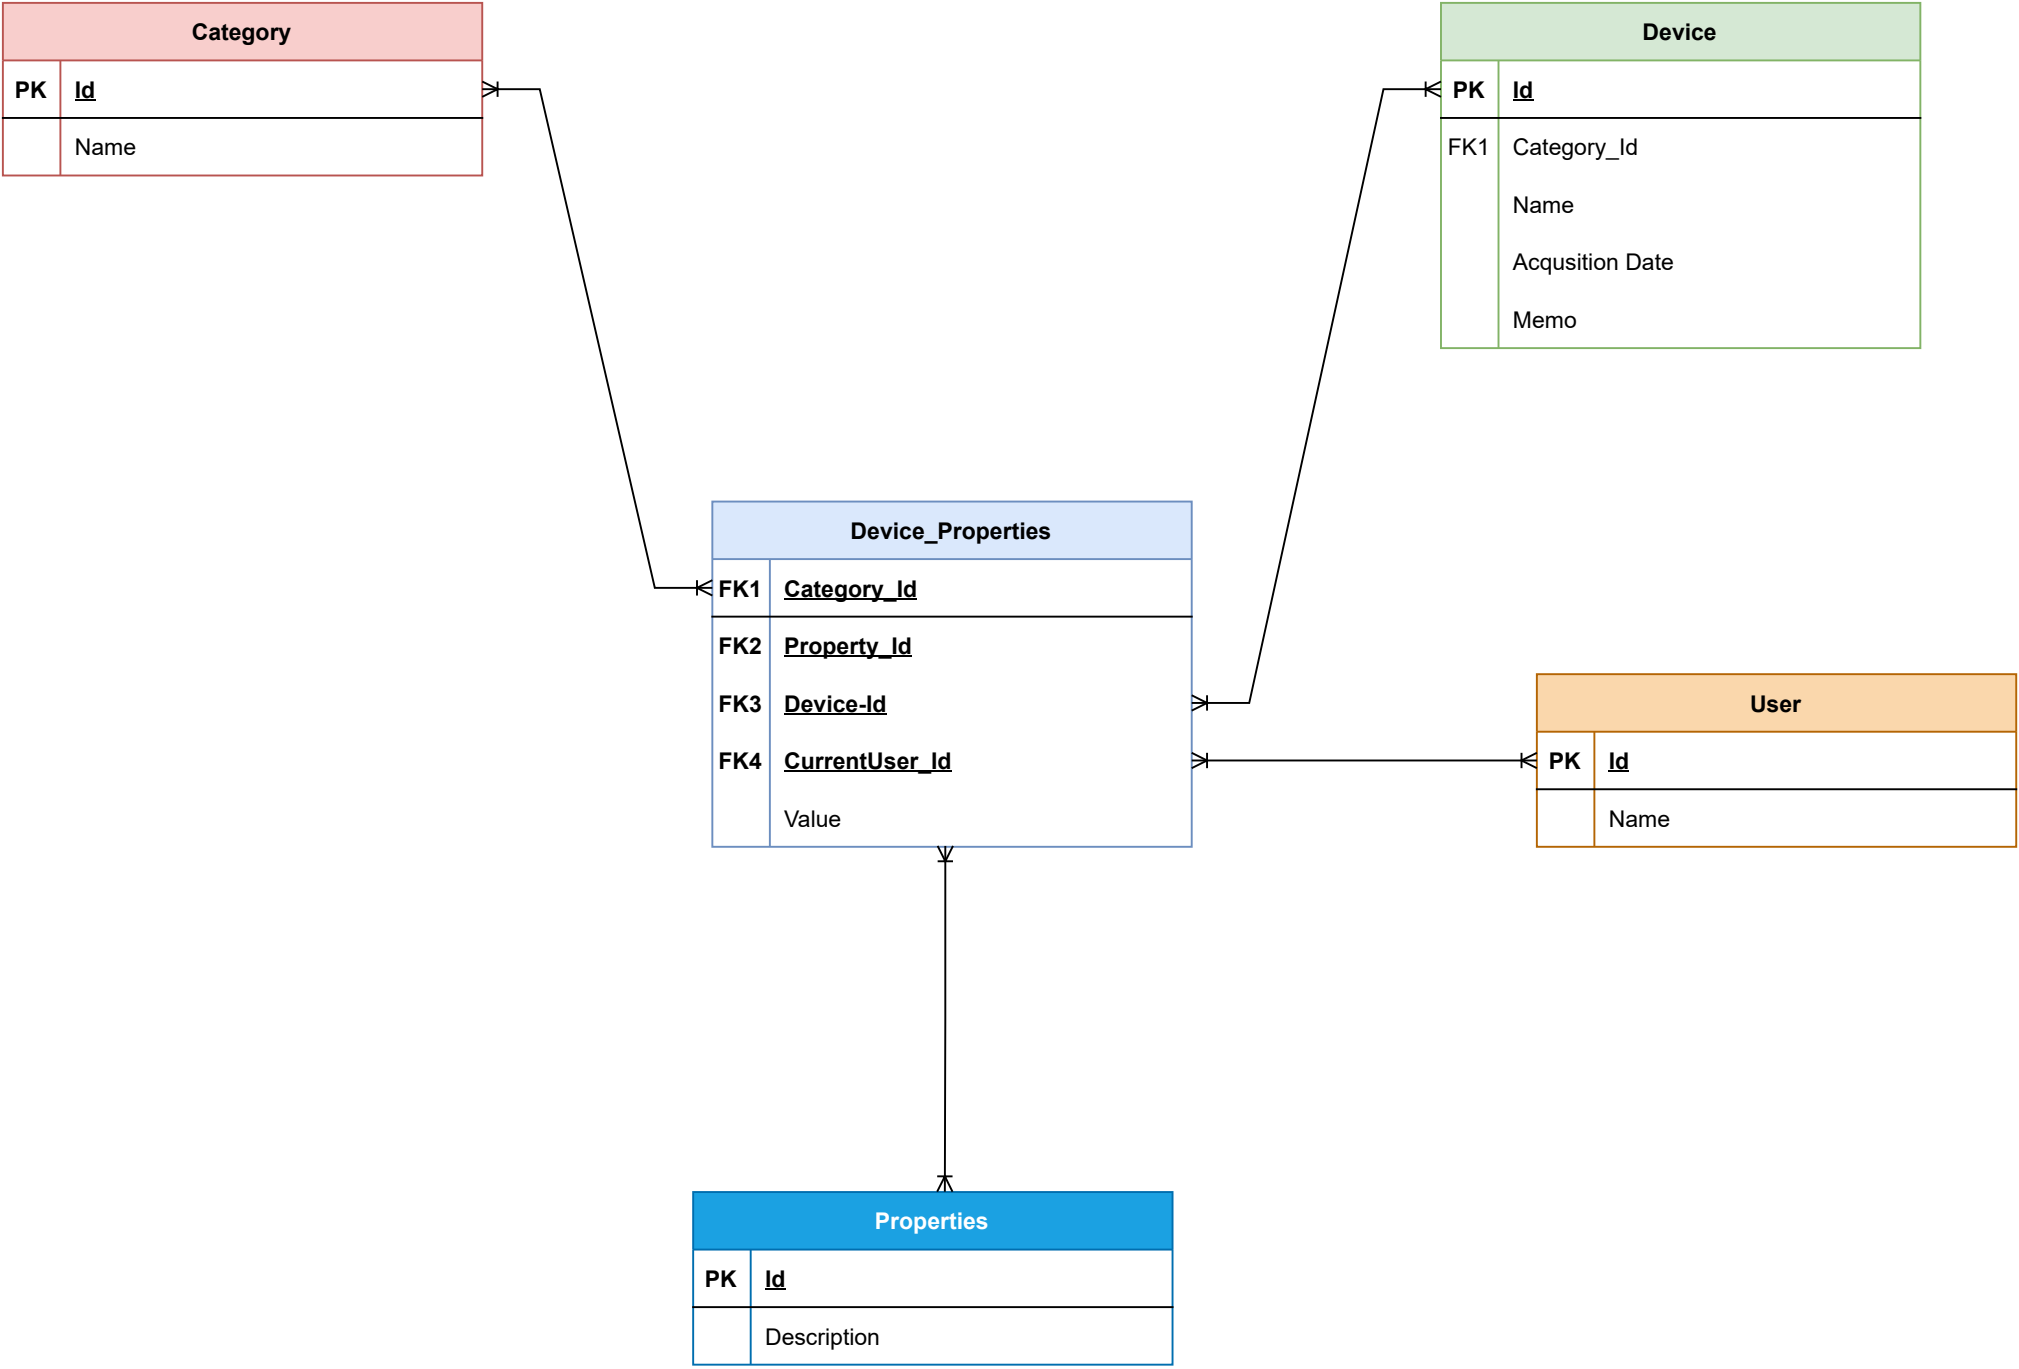 Category
PK Id
Name
Device
PK Id
FK1 Category_Id
Name
Acqusition Date
Memo
Device_Properties
FK1 Category_Id
FK2 Property_Id
FK3 Device-Id
FK4 CurrentUser_Id
Value
User
PK Id
Name
Properties
PK Id
Description